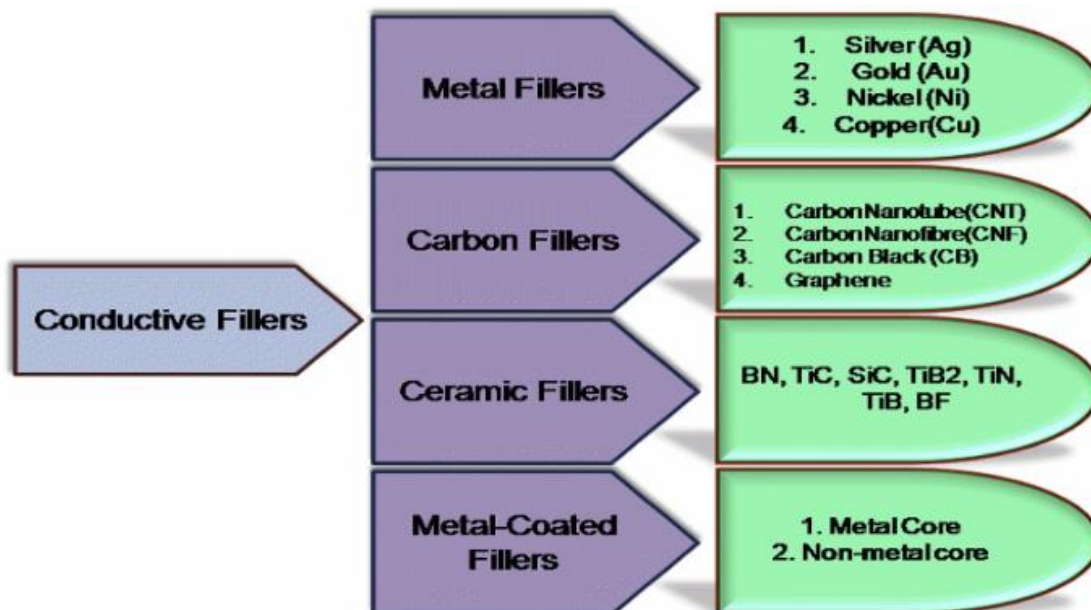 Conductive Fillers
Metal Fillers
1. Silver (Ag)
2. Gold (Au)
3. Nickel (Ni)
4. Copper(Cu)
Carbon Fillers
1. Carbon Nanotube(CNT)
2. Carbon Nanofibre(CNF)
3. Carbon Black (CB)
4. Graphene
Ceramic Fillers
BN, TiC, SiC, TiB2, TiN,
TiB, BF
Metal-Coated
Fillers
1. Metal Core
2. Non-metal core